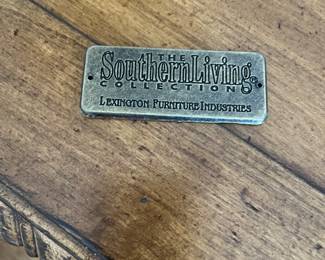 THE
SouthernLiving
COLLECTION
LEXINGTON FURNITURE INDUSTRIES